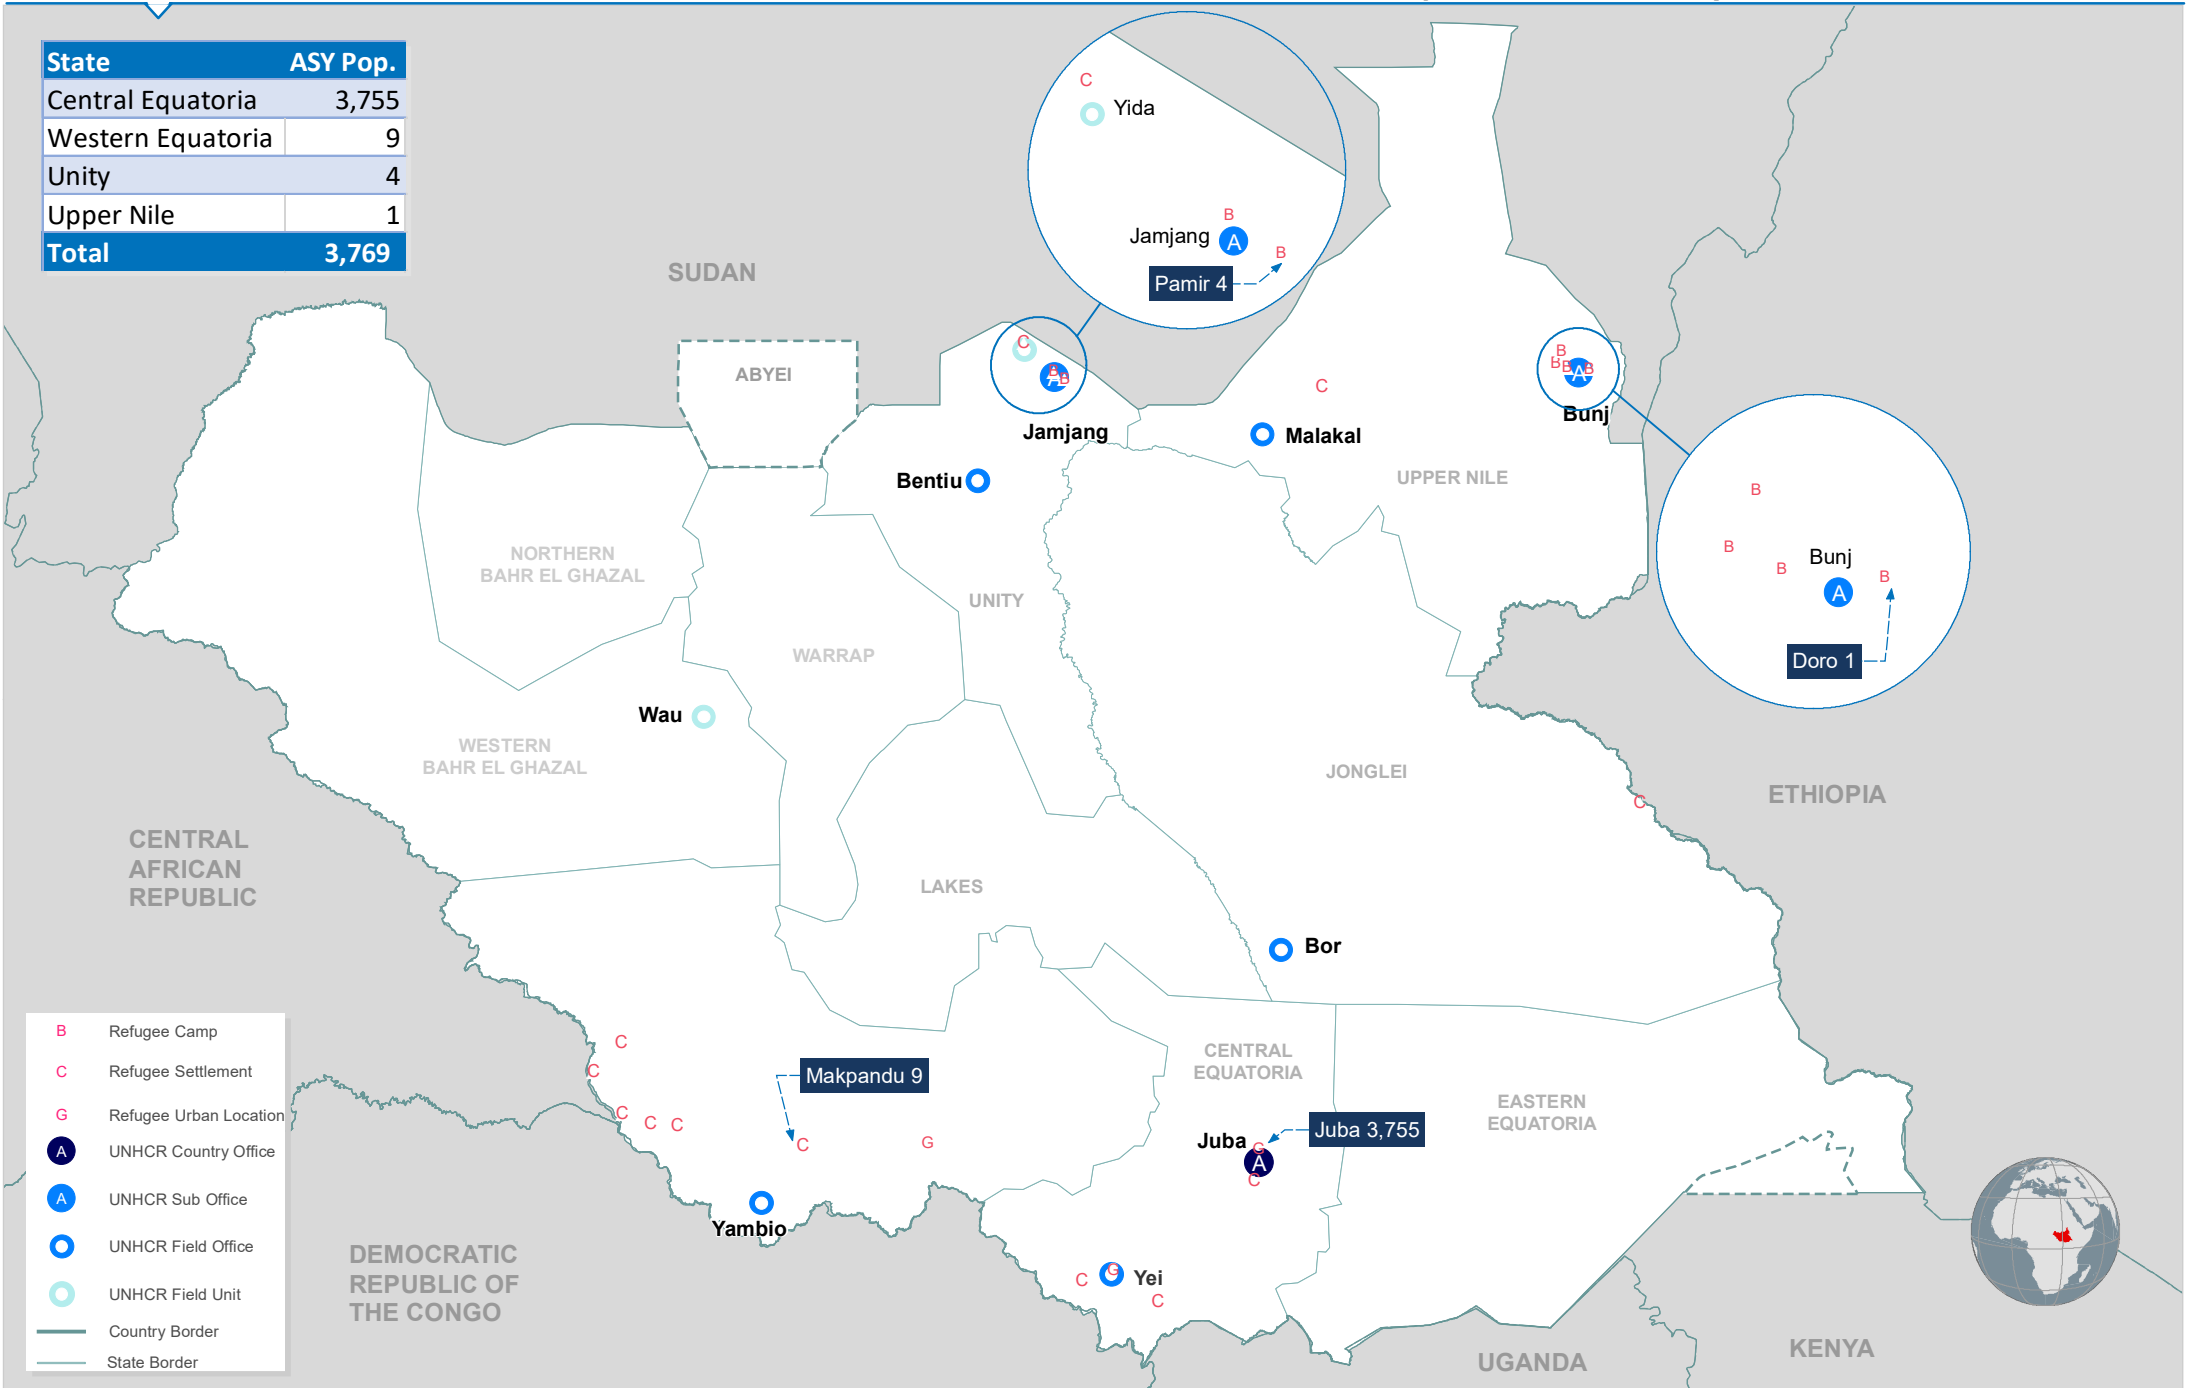 State ASY Pop.
Central Equatoria 3,755
Western Equatoria 9
Unity 4
Upper Nile 1
Total 3,769
C
Yida
B
Jamjang A
B
Pamir 4
SUDAN
ABYEI
C
A
B
B
Jamjang
Bentiu
C
Malakal
B
B
B
B
A
Bunj
UPPER NILE
B
B
B
Bunj
B
A
Doro 1
NORTHERN
BAHR EL GHAZAL
UNITY
WARRAP
Wau
WESTERN
BAHR EL GHAZAL
JONGLEI
C
ETHIOPIA
CENTRAL
AFRICAN
REPUBLIC
LAKES
Bor
C
C
C
C
C
Makpandu 9
C
G
Yambio
CENTRAL
EQUATORIA
Juba
G
A
C
Juba 3,755
EASTERN
EQUATORIA
C
G
Yei
C
DEMOCRATIC
REPUBLIC OF
THE CONGO
UGANDA
KENYA
B Refugee Camp
C Refugee Settlement
G Refugee Urban Location
A UNHCR Country Office
A UNHCR Sub Office
UNHCR Field Office
UNHCR Field Unit
Country Border
State Border